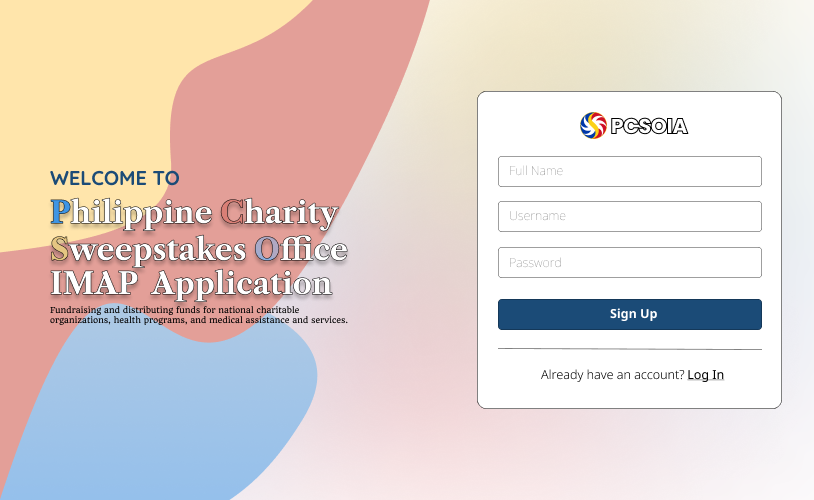 WELCOME TO
Philippine Charity
Sweepstakes Office
IMAP Application
Fundraising and distributing funds for national charitable
organizations, health programs, and medical assistance and services.
PCSOIA
Full Name
Username
Password
Sign Up
Already have an account? Log In